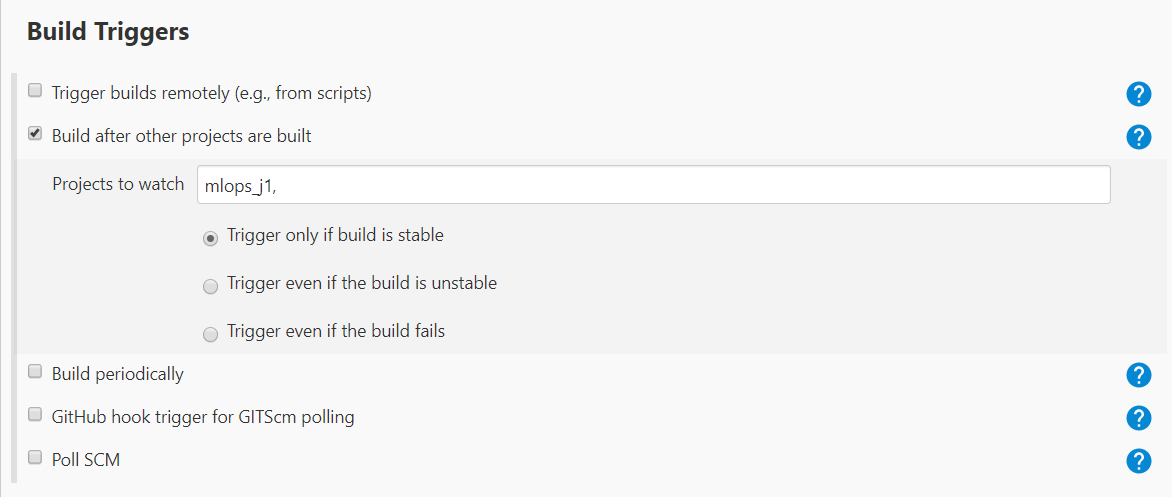 Build Triggers
Trigger builds remotely (e.g., from scripts)
?
Build after other projects are built
?
Projects to watch mlops_j1,
Trigger only if build is stable
Trigger even if the build is unstable
Trigger even if the build fails
Build periodically
?
GitHub hook trigger for GITScm polling
?
Poll SCM
?